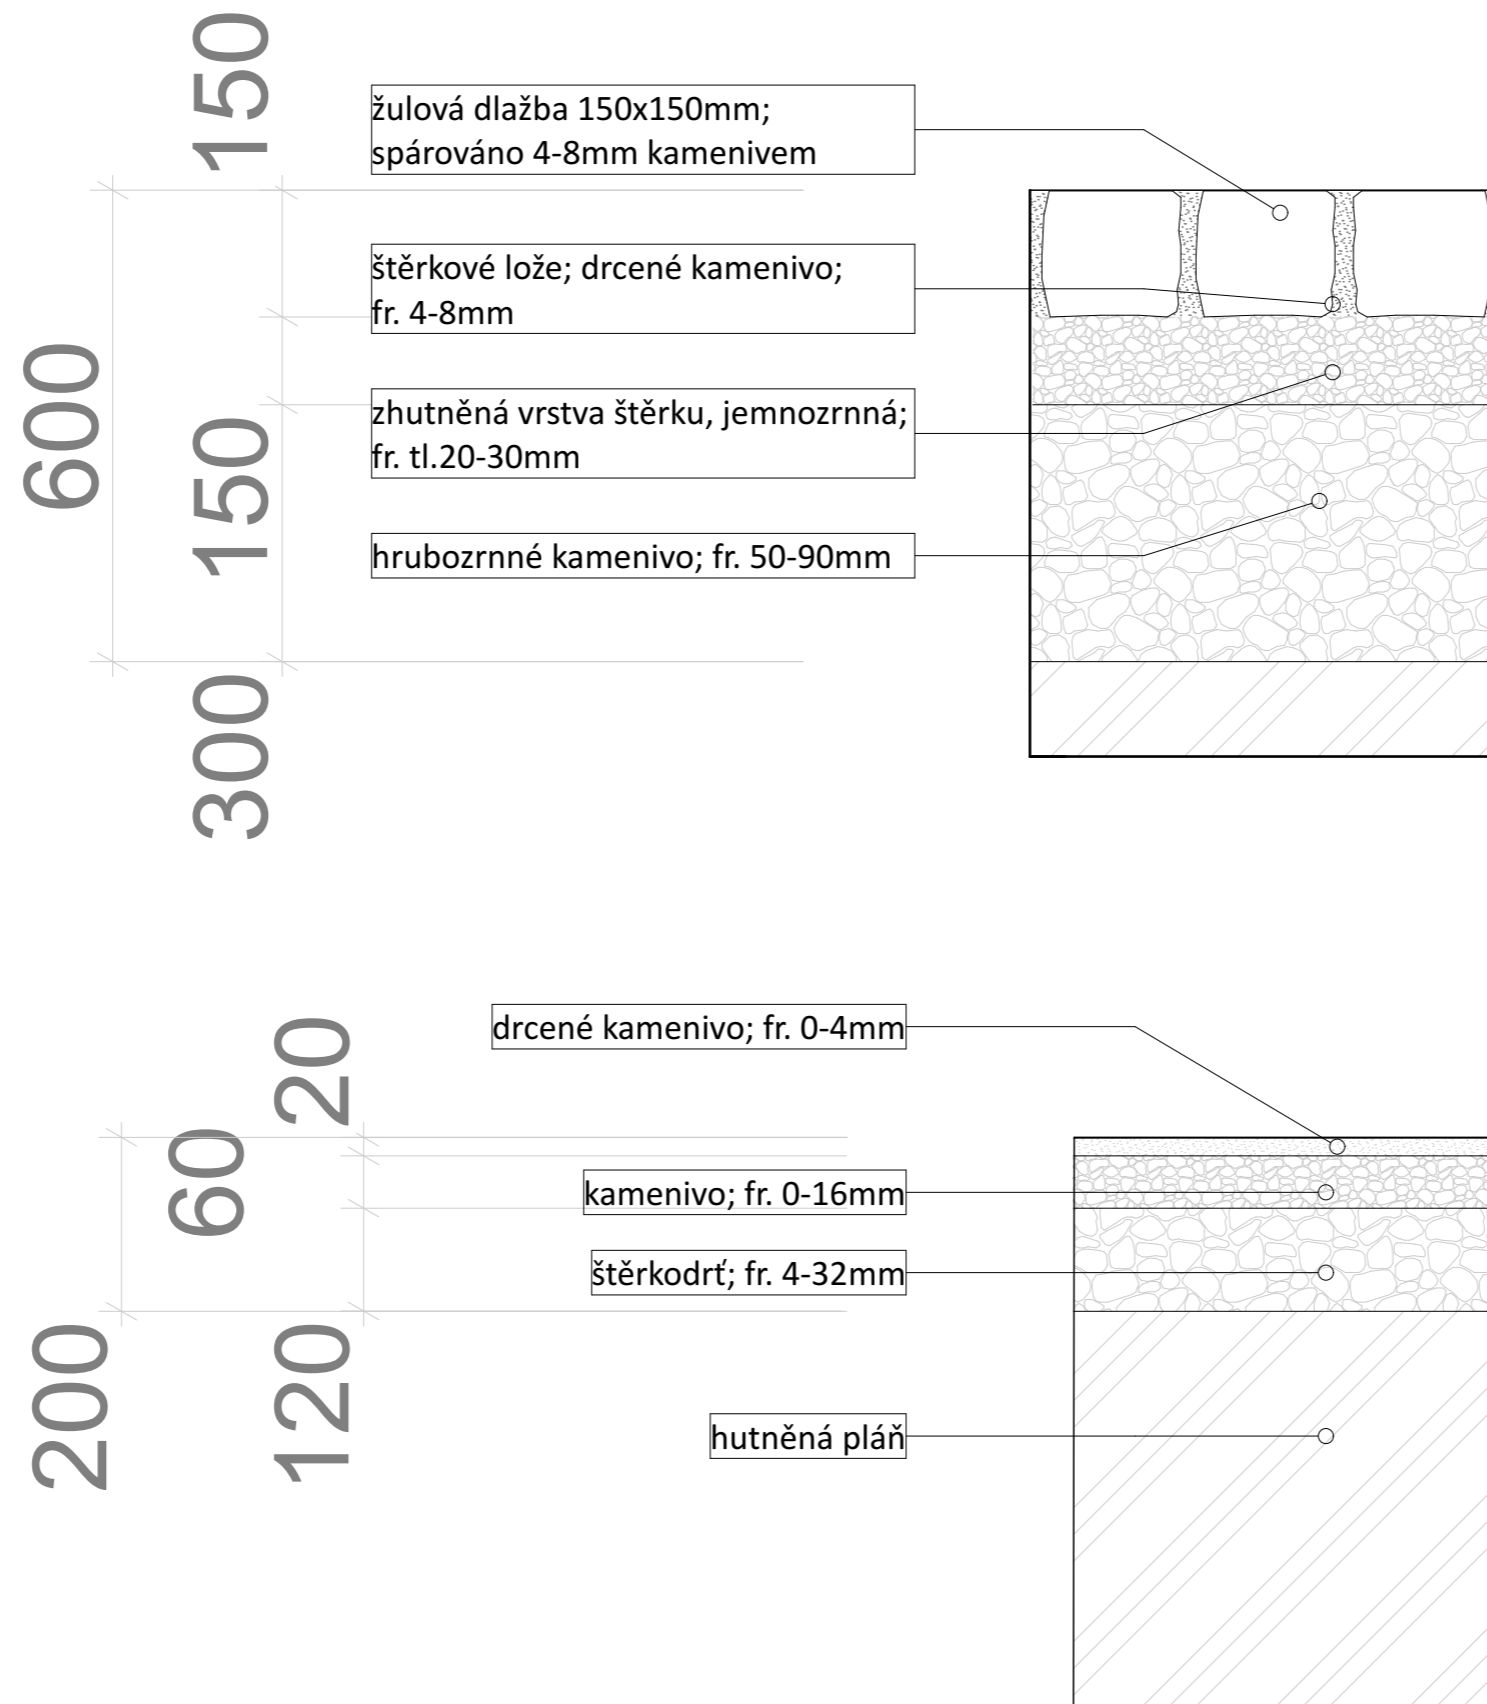 150
žulová dlažba 150x150mm;
spárováno 4-8mm kamenivem
štěrkové lože; drcené kamenivo;
fr. 4-8mm
600
150
zhutněná vrstva štěrku, jemnozrnná;
fr. tl.20-30mm
hrubozrnné kamenivo; fr. 50-90mm
300
drcené kamenivo; fr. 0-4mm
20
60
kamenivo; fr. 0-16mm
štěrkodrť; fr. 4-32mm
200
120
hutněná pláň